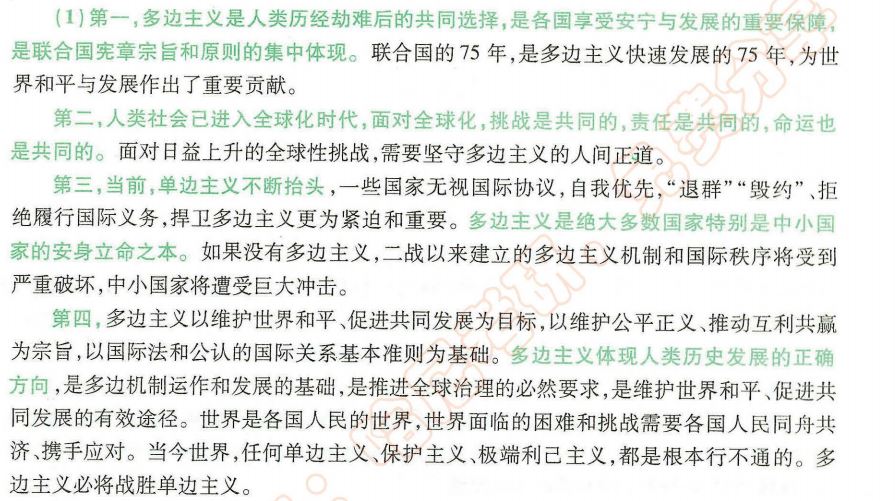 (1)第一,多边主义是人类历经劫难后的共同选择,是各国享受安宁与发展的重要保障,
是联合国宪章宗旨和原则的集中体现。联合国的75年,是多边主义快速发展的75年,为世
界和平与发展作出了重要贡献。
第二,人类社会已进入全球化时代,面对全球化,挑战是共同的,责任是共同的,命运也
是共同的。面对日益上升的全球性挑战,需要坚守多边主义的人间正道。
第三,当前,单边主义不断抬头,一些国家无视国际协议,自我优先,“退群”“毁约”、拒
绝履行国际义务,捍卫多边主义更为紧迫和重要。多边主义是绝大多数国家特别是中小国
家的安身立命之本。如果没有多边主义,二战以来建立的多边主义机制和国际秩序将受到
严重破坏,中小国家将遭受巨大冲击。
第四,多边主义以维护世界和平、促进共同发展为目标,以维护公平正义、推动互利共赢
为宗旨,以国际法和公认的国际关系基本准则为基础。多边主义体现人类历史发展的正确
方向,是多边机制运作和发展的基础,是推进全球治理的必然要求,是维护世界和平、促进共
同发展的有效途径。世界是各国人民的世界,世界面临的困难和挑战需要各国人民同舟共
济、携手应对。当今世界,任何单边主义、保护主义、极端利己主义,都是根本行不通的。多
边主义必将战胜单边主义。